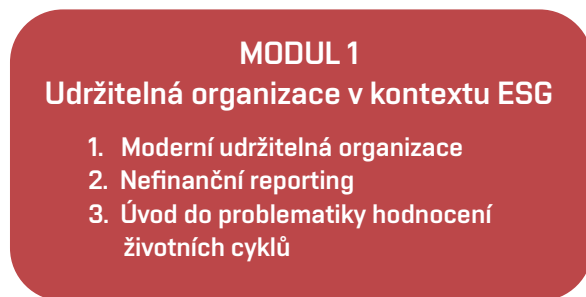 MODUL 1
Udržitelná organizace v kontextu ESG
1. Moderní udržitelná organizace
2. Nefinanční reporting
3. Úvod do problematiky hodnocení
životních cyklů